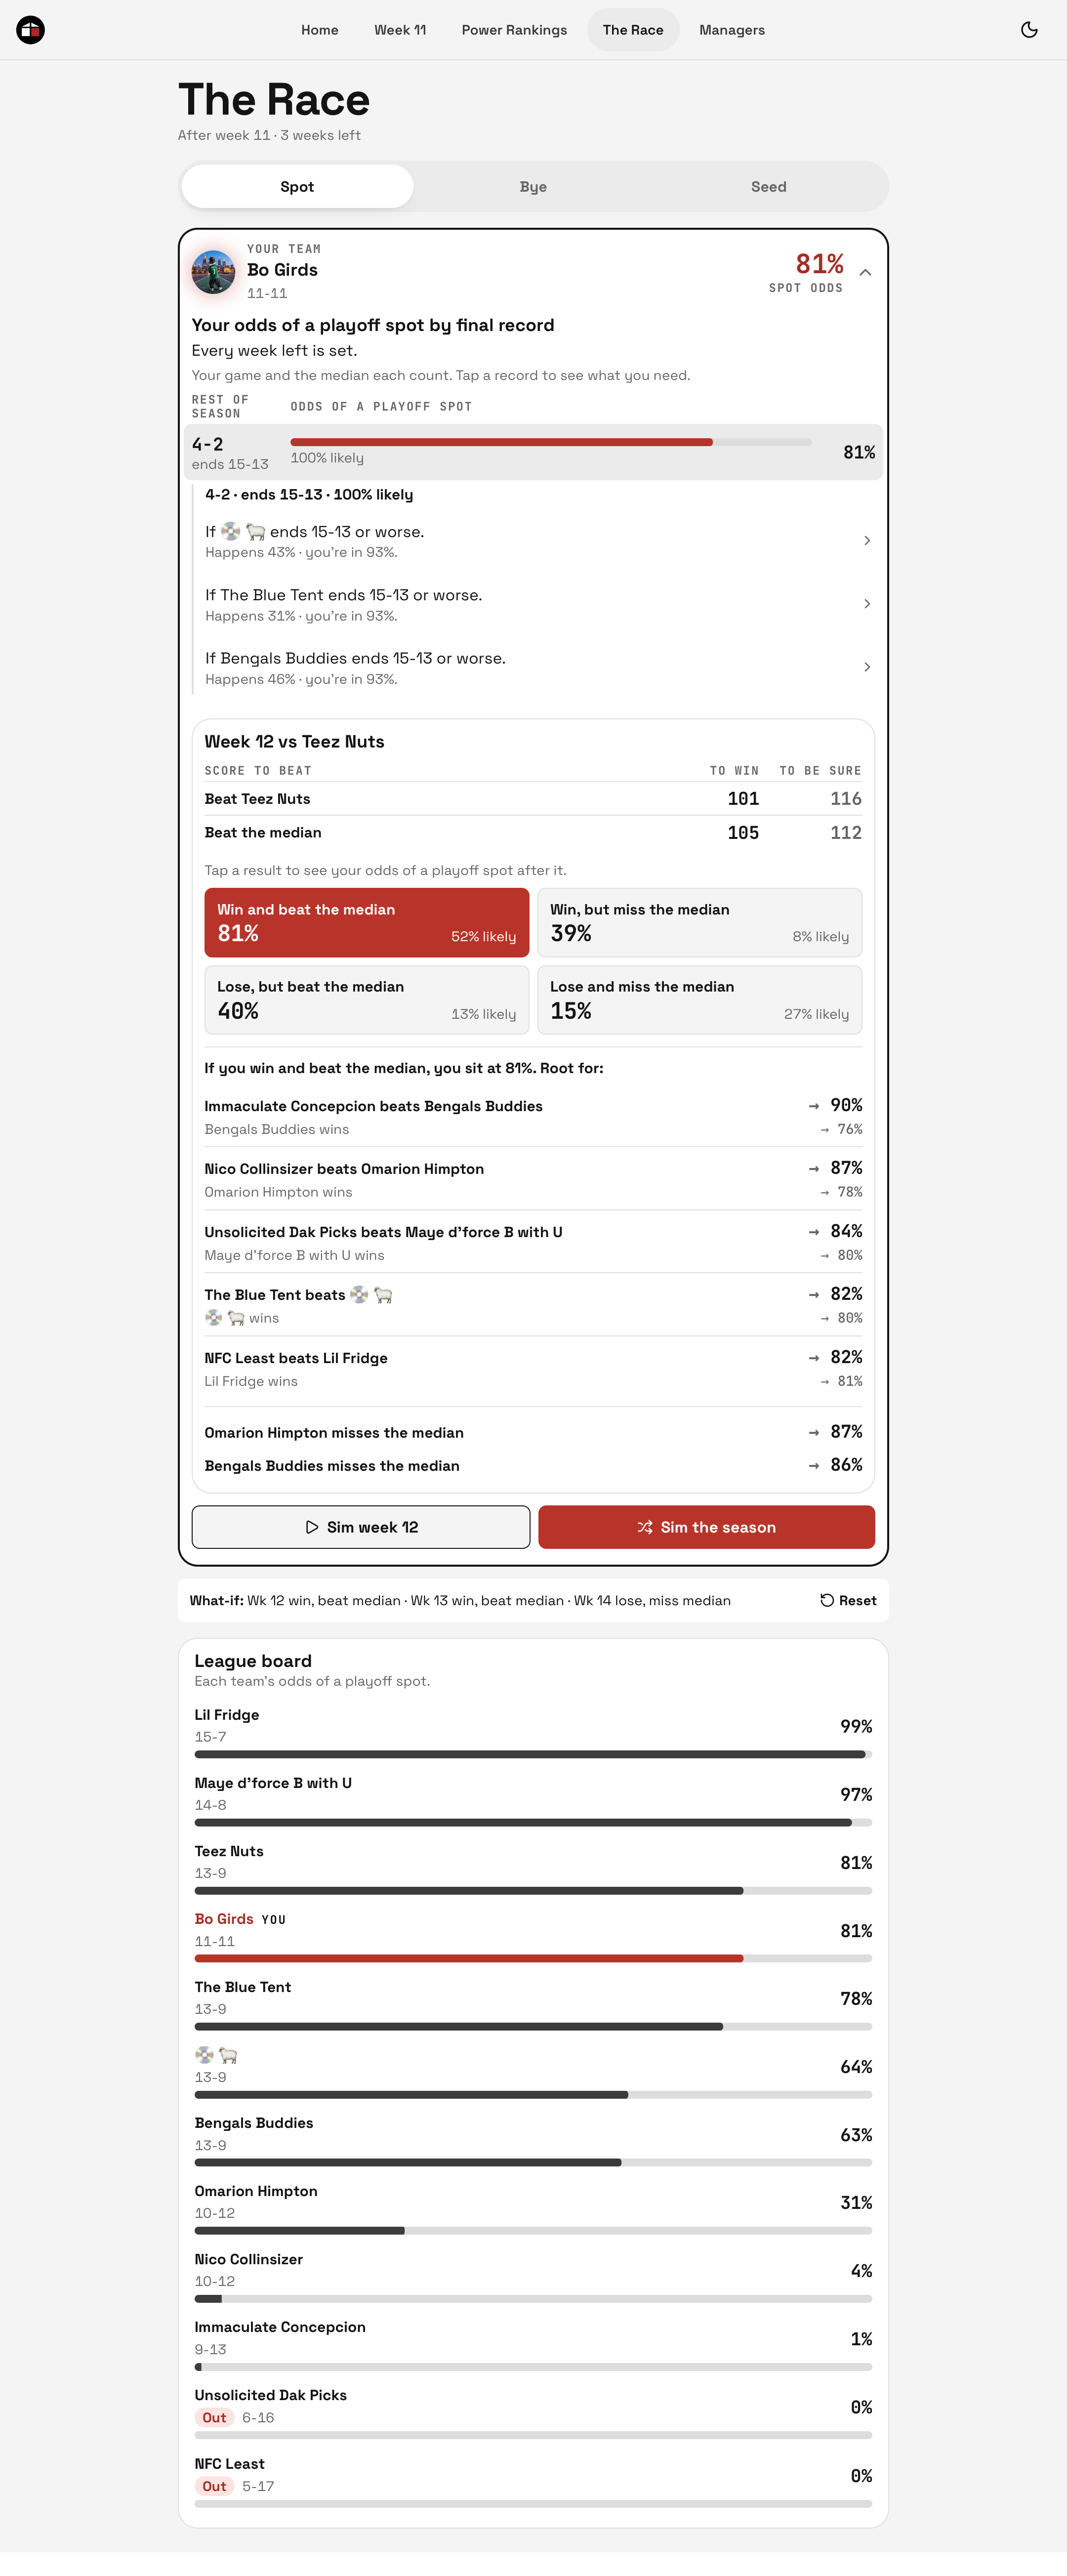 Home Week 11 Power Rankings The Race Managers
The Race
After week 11 · 3 weeks left
Spot Bye Seed
YOUR TEAM
Bo Girds
11-11
81%
SPOT ODDS
Your odds of a playoff spot by final record
Every week left is set.
Your game and the median each count. Tap a record to see what you need.
REST OF SEASON ODDS OF A PLAYOFF SPOT
4-2
ends 15-13
100% likely
81%
4-2 · ends 15-13 · 100% likely
If 💿 🐑 ends 15-13 or worse.
Happens 43% · you're in 93%.
If The Blue Tent ends 15-13 or worse.
Happens 31% · you're in 93%.
If Bengals Buddies ends 15-13 or worse.
Happens 46% · you're in 93%.
Week 12 vs Teez Nuts
SCORE TO BEAT TO WIN TO BE SURE
Beat Teez Nuts 101 116
Beat the median 105 112
Tap a result to see your odds of a playoff spot after it.
Win and beat the median
81% 52% likely
Win, but miss the median
39% 8% likely
Lose, but beat the median
40% 13% likely
Lose and miss the median
15% 27% likely
If you win and beat the median, you sit at 81%. Root for:
Immaculate Concepcion beats Bengals Buddies → 90%
Bengals Buddies wins → 76%
Nico Collinsizer beats Omarion Himpton → 87%
Omarion Himpton wins → 78%
Unsolicited Dak Picks beats Maye d'force B with U → 84%
Maye d'force B with U wins → 80%
The Blue Tent beats 💿 🐑 → 82%
💿 🐑 wins → 80%
NFC Least beats Lil Fridge → 82%
Lil Fridge wins → 81%
Omarion Himpton misses the median → 87%
Bengals Buddies misses the median → 86%
Sim week 12 Sim the season
What-if: Wk 12 win, beat median · Wk 13 win, beat median · Wk 14 lose, miss median Reset
League board
Each team's odds of a playoff spot.
Lil Fridge
15-7
99%
Maye d'force B with U
14-8
97%
Teez Nuts
13-9
81%
Bo Girds YOU
11-11
81%
The Blue Tent
13-9
78%
💿 🐑
13-9
64%
Bengals Buddies
13-9
63%
Omarion Himpton
10-12
31%
Nico Collinsizer
10-12
4%
Immaculate Concepcion
9-13
1%
Unsolicited Dak Picks
Out 6-16
0%
NFC Least
Out 5-17
0%